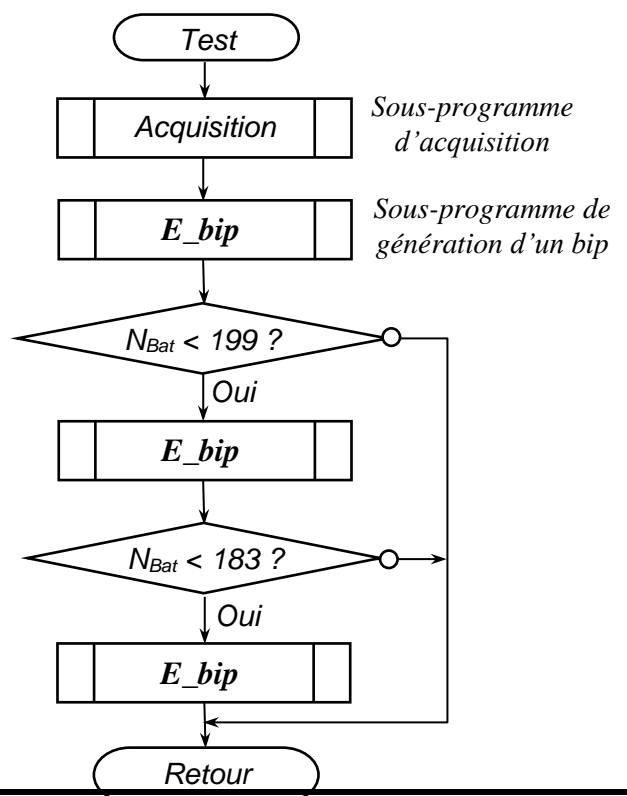 Test
Acquisition
Sous-programme
d’acquisition
E_bip
Sous-programme de
génération d’un bip
NBat < 199 ?
Oui
E_bip
NBat < 183 ?
Oui
E_bip
Retour